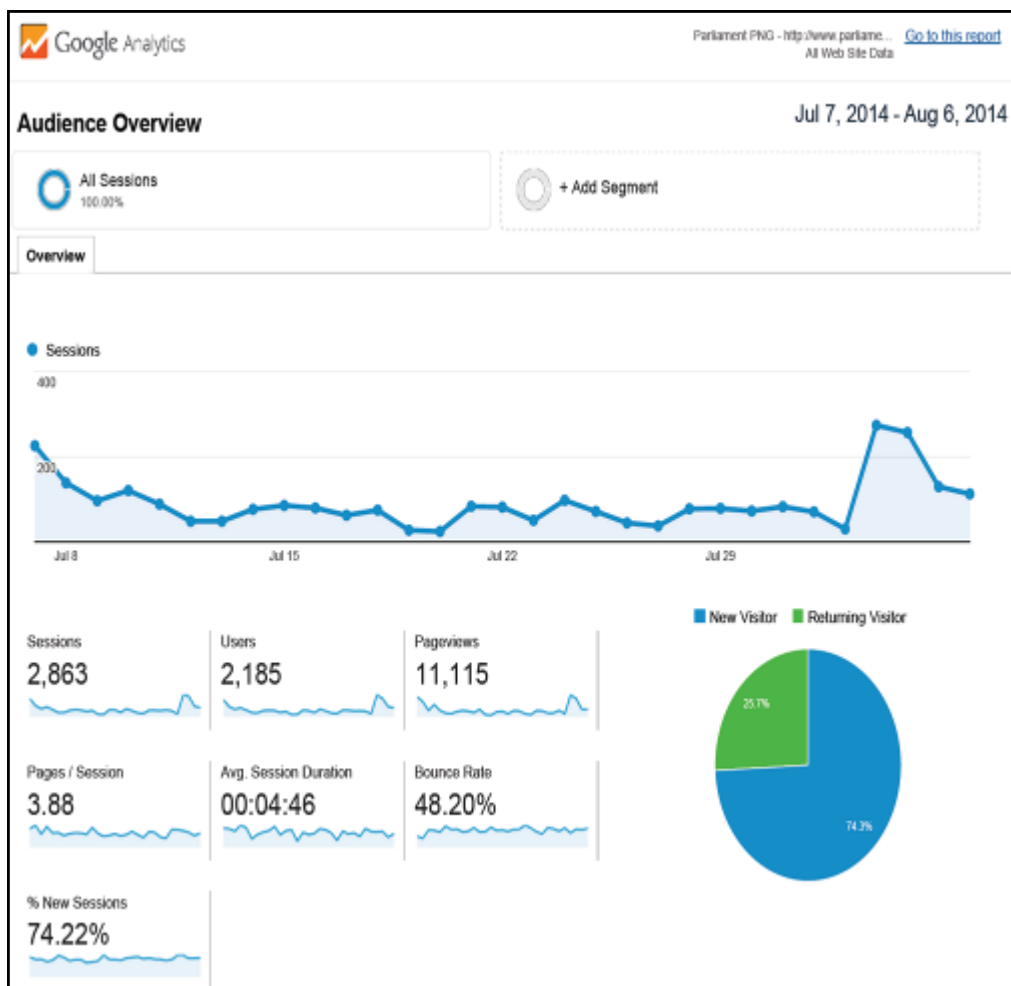 Google Analytics
Parliament PNG - http://www.parliame... Go to this report
All Web Site Data
Audience Overview
Jul 7, 2014 - Aug 6, 2014
All Sessions
100.00%
+ Add Segment
Overview
Sessions
400
200
Jul 8 Jul 15 Jul 22 Jul 29
New Visitor Returning Visitor
Sessions Users Pageviews
2,863 2,185 11,115
25.7%
Pages / Session Avg. Session Duration Bounce Rate
3.88 00:04:46 48.20%
74.3%
% New Sessions
74.22%